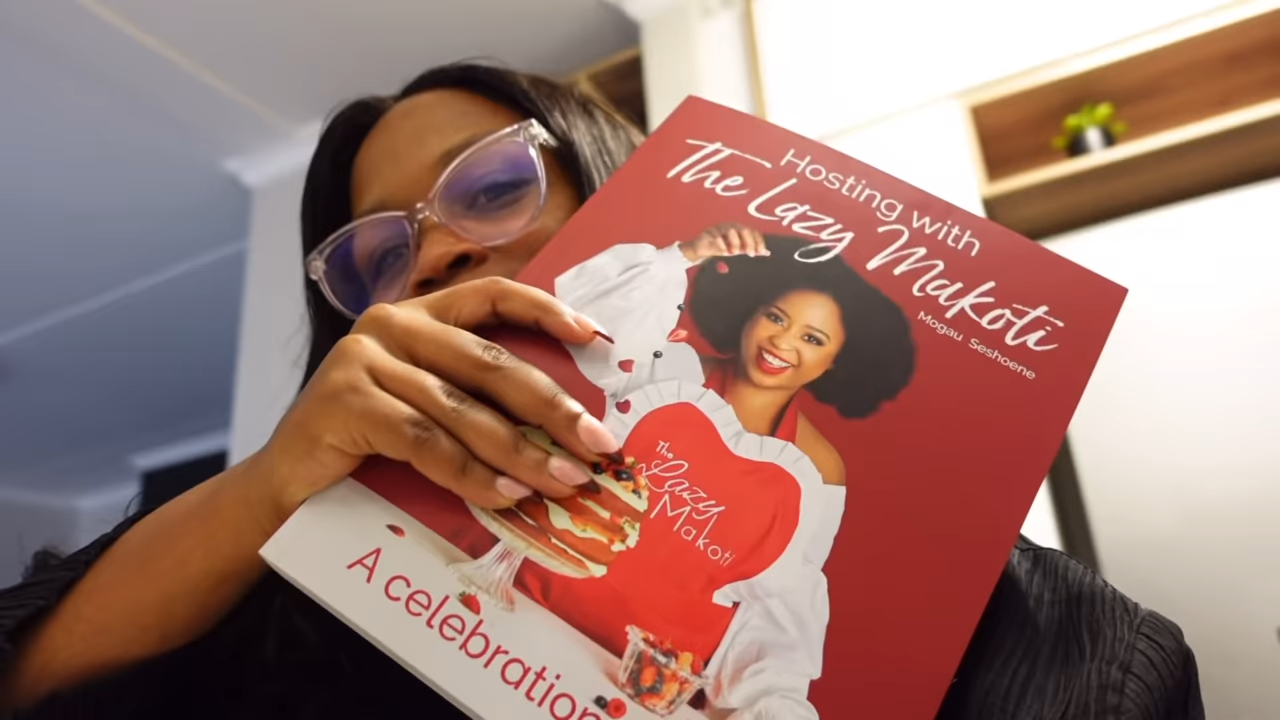 Hosting with
The Lazy Makoti
Mogau Seshoene
The
Lazy
Makoti
A celebration